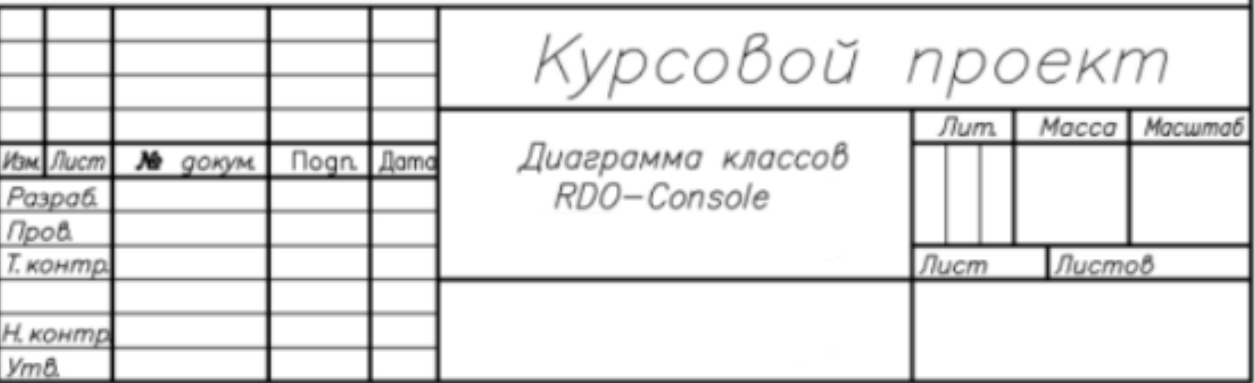 Курсовой проект
Диаграмма классов
RDO-Console
Лит. Масса Масштаб
Изм. Лист № докум. Подп. Дата
Разраб.
Пров.
Т. контр.
Лист Листов
Н. контр.
Утв.